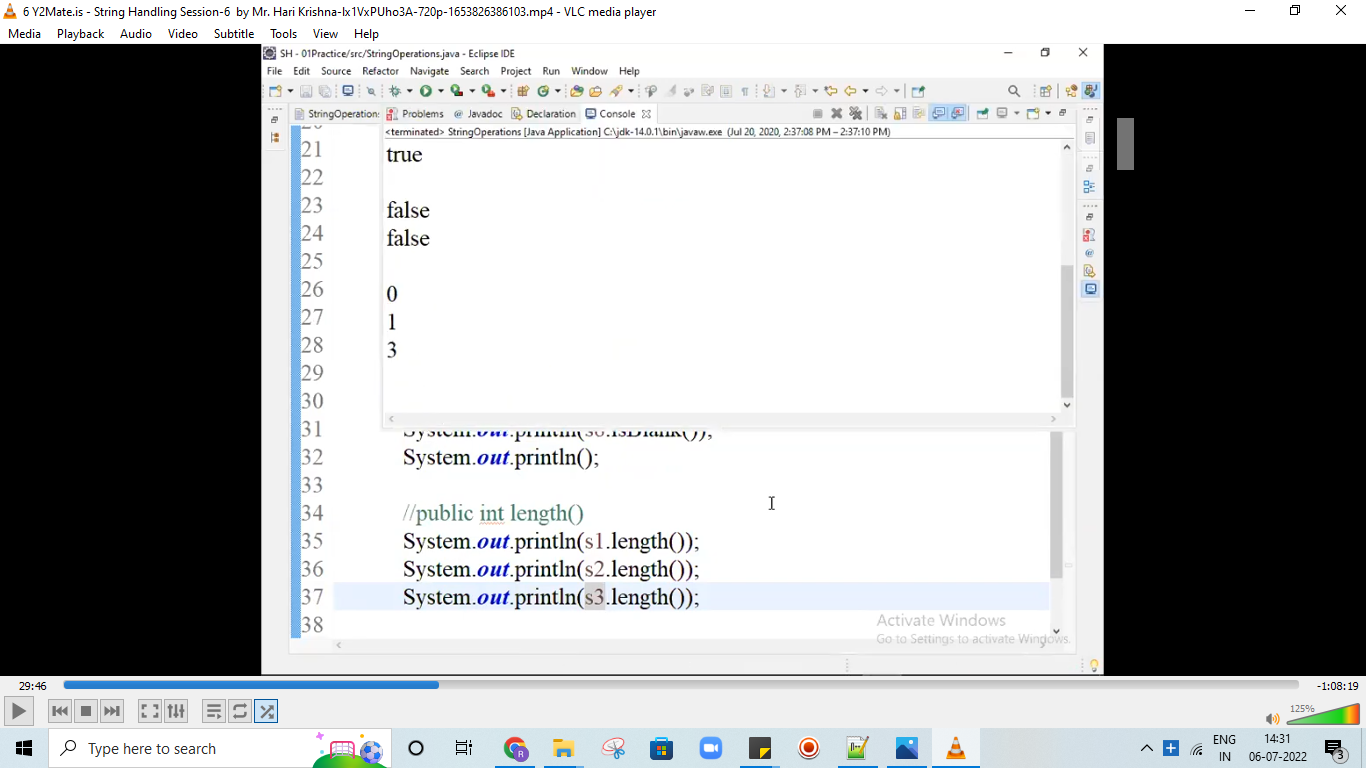 6 Y2Mate.is - String Handling Session-6 by Mr. Hari Krishna-Ix1VxPUho3A-720p-1653826386103.mp4 - VLC media player
Media Playback Audio Video Subtitle Tools View Help
SH - 01Practice/src/StringOperations.java - Eclipse IDE
File Edit Source Refactor Navigate Search Project Run Window Help
StringOperations Problems @ Javadoc Declaration Console
<terminated> StringOperations [Java Application] C:\jdk-14.0.1\bin\javaw.exe (Jul 20, 2020, 2:37:08 PM – 2:37:10 PM)
20
21 true
22
23 false
24 false
25
26 0
27 1
28 3
29
30
31 System.out.println(s6.isBlank());
32 System.out.println();
33
34 //public int length()
35 System.out.println(s1.length());
36 System.out.println(s2.length());
37 System.out.println(s3.length());
38
Activate Windows
Go to Settings to activate Windows.
29:46 -1:08:19
125%
Type here to search
ENG 14:31
IN 06-07-2022 3